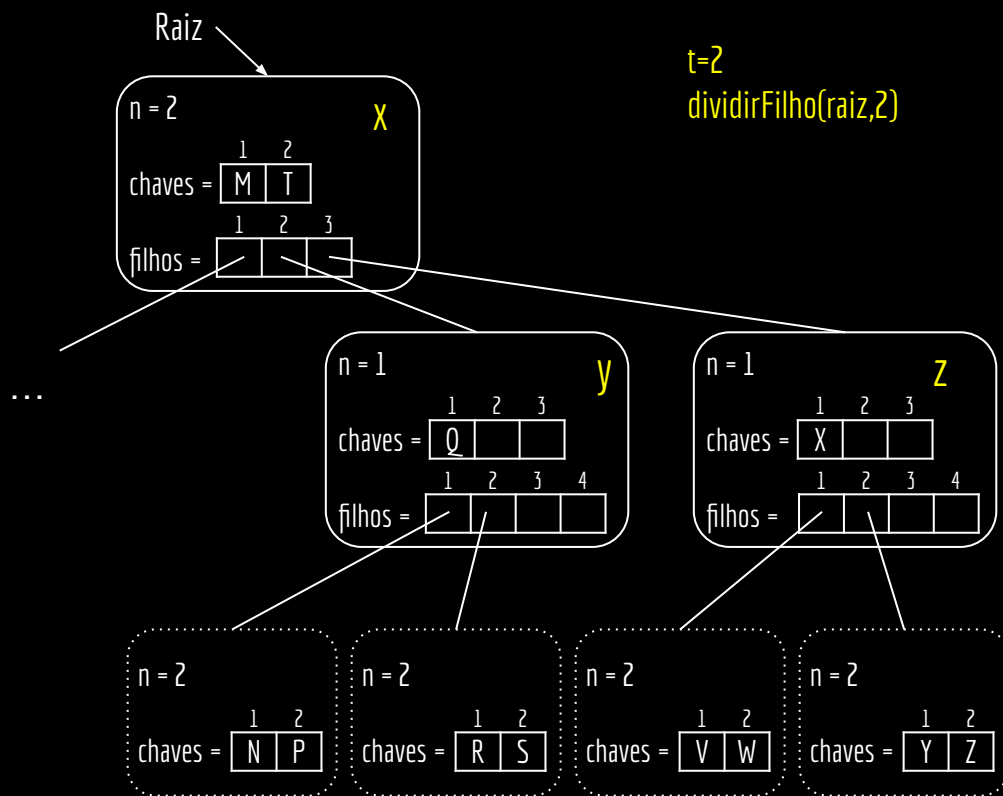 Raiz
t=2
dividirFilho(raiz,2)
n = 2
x
1 2
chaves = M T
1 2 3
filhos =
...
n = 1
y
1 2 3
chaves = Q
1 2 3 4
filhos =
n = 1
z
1 2 3
chaves = X
1 2 3 4
filhos =
n = 2
1 2
chaves = N P
n = 2
1 2
chaves = R S
n = 2
1 2
chaves = V W
n = 2
1 2
chaves = Y Z